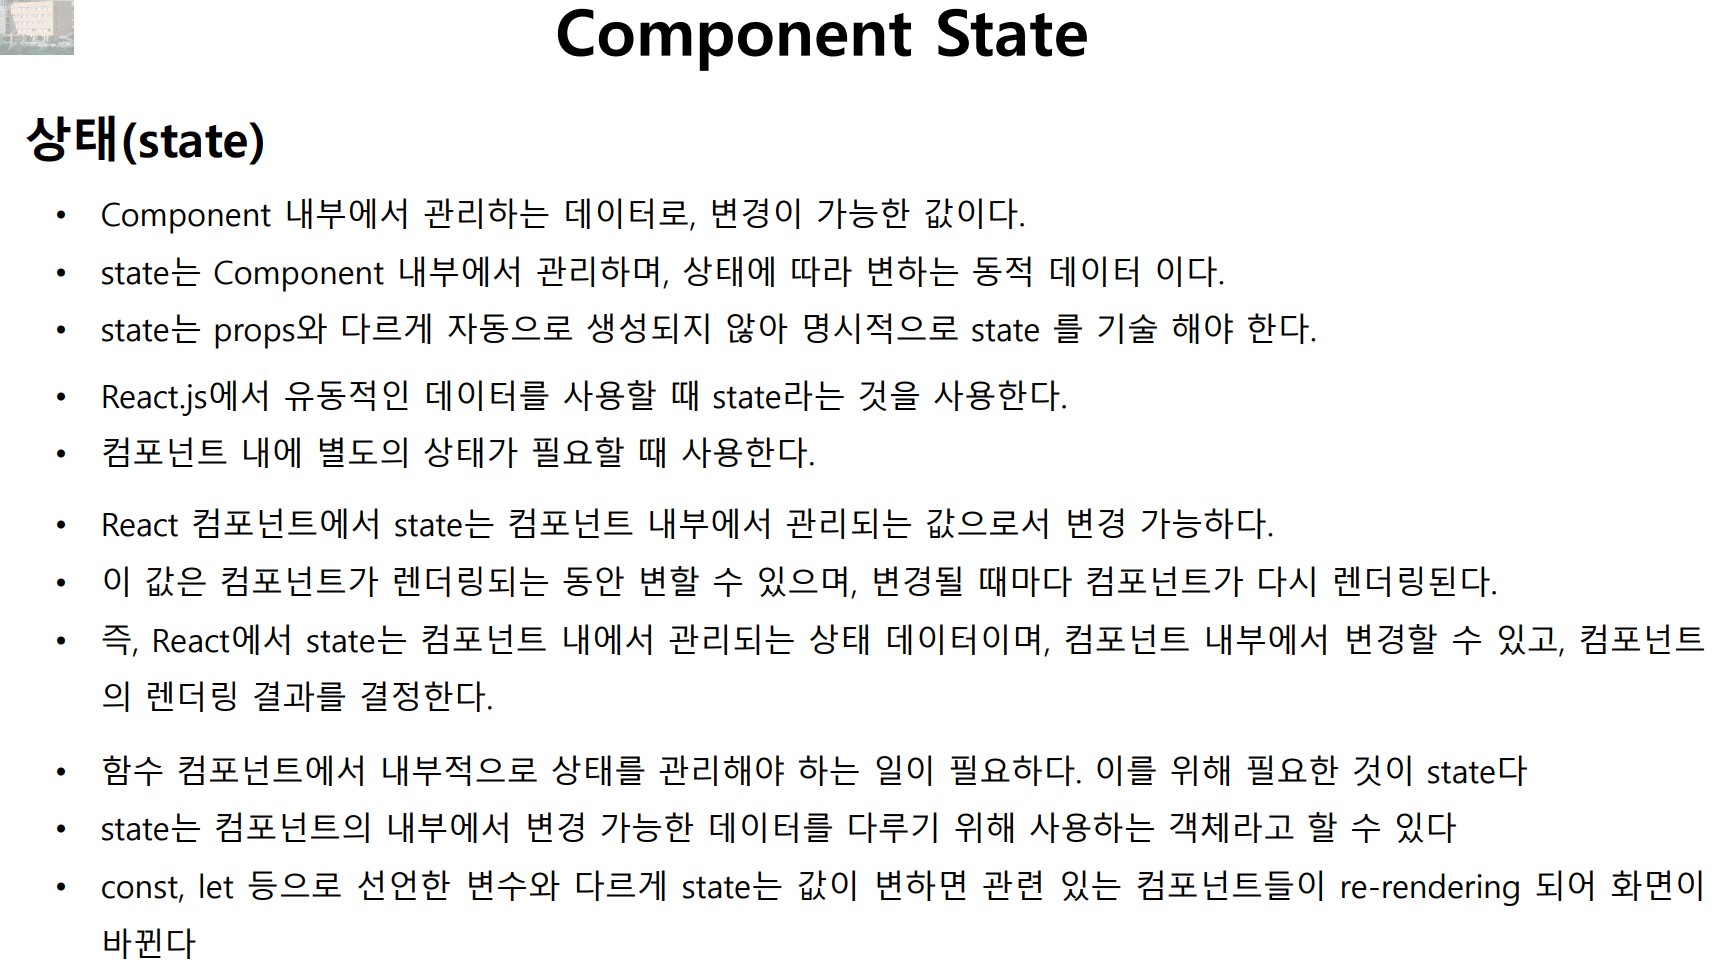 Component State
상태(state)
• Component 내부에서 관리하는 데이터로, 변경이 가능한 값이다.
• state는 Component 내부에서 관리하며, 상태에 따라 변하는 동적 데이터 이다.
• state는 props와 다르게 자동으로 생성되지 않아 명시적으로 state 를 기술 해야 한다.
• React.js에서 유동적인 데이터를 사용할 때 state라는 것을 사용한다.
• 컴포넌트 내에 별도의 상태가 필요할 때 사용한다.
• React 컴포넌트에서 state는 컴포넌트 내부에서 관리되는 값으로서 변경 가능하다.
• 이 값은 컴포넌트가 렌더링되는 동안 변할 수 있으며, 변경될 때마다 컴포넌트가 다시 렌더링된다.
• 즉, React에서 state는 컴포넌트 내에서 관리되는 상태 데이터이며, 컴포넌트 내부에서 변경할 수 있고, 컴포넌트
의 렌더링 결과를 결정한다.
• 함수 컴포넌트에서 내부적으로 상태를 관리해야 하는 일이 필요하다. 이를 위해 필요한 것이 state다
• state는 컴포넌트의 내부에서 변경 가능한 데이터를 다루기 위해 사용하는 객체라고 할 수 있다
• const, let 등으로 선언한 변수와 다르게 state는 값이 변하면 관련 있는 컴포넌트들이 re-rendering 되어 화면이
바뀐다